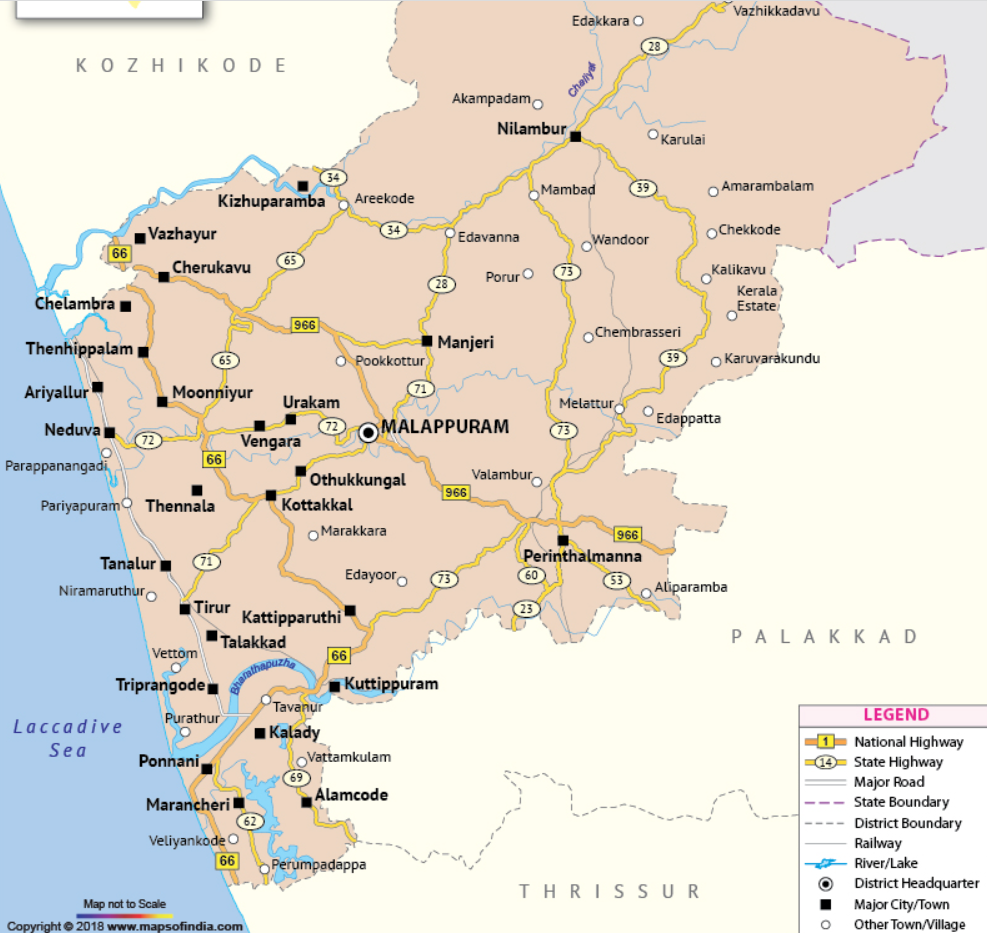 Edakkara
Vazhikkadavu
28
KOZHIKODE
Chaliyar
Akampadam
Nilambur
Karulai
34
Kizhuparamba
Areekode
Mambad
39
Amarambalam
34
Edavanna
Wandoor
Chekkode
Vazhayur
66
65
Cherukavu
Porur
73
Kalikavu
28
Kerala
Estate
Chelambra
966
Manjeri
Chembrasseri
Thenhippalam
65
Pookkottur
39
Karuvarakundu
Ariyallur
Moonniyur
71
Urakam
Melattur
Edappatta
Neduva
72
Vengara
72
MALAPPURAM
73
Parappanangadi
66
Othukkungal
Valambur
Pariyapuram
Thennala
Kottakkal
966
Marakkara
966
Perinthalmanna
Tanalur
71
Edayoor
73
60
53
Aliparamba
Niramaruthur
Tirur
Kattipparuthi
23
Talakkad
PALAKKAD
Vettom
66
Bharathapuzha
Triprangode
Kuttippuram
Tavanur
Purathur
Laccadive
Sea
Kalady
Ponnani
Vattamkulam
69
Marancheri
Alamcode
62
Veliyankode
66
Perumpadappa
THRISSUR
LEGEND
1 National Highway
14 State Highway
Major Road
State Boundary
District Boundary
Railway
River/Lake
District Headquarter
Major City/Town
Other Town/Village
Map not to Scale
Copyright © 2018 www.mapsofindia.com